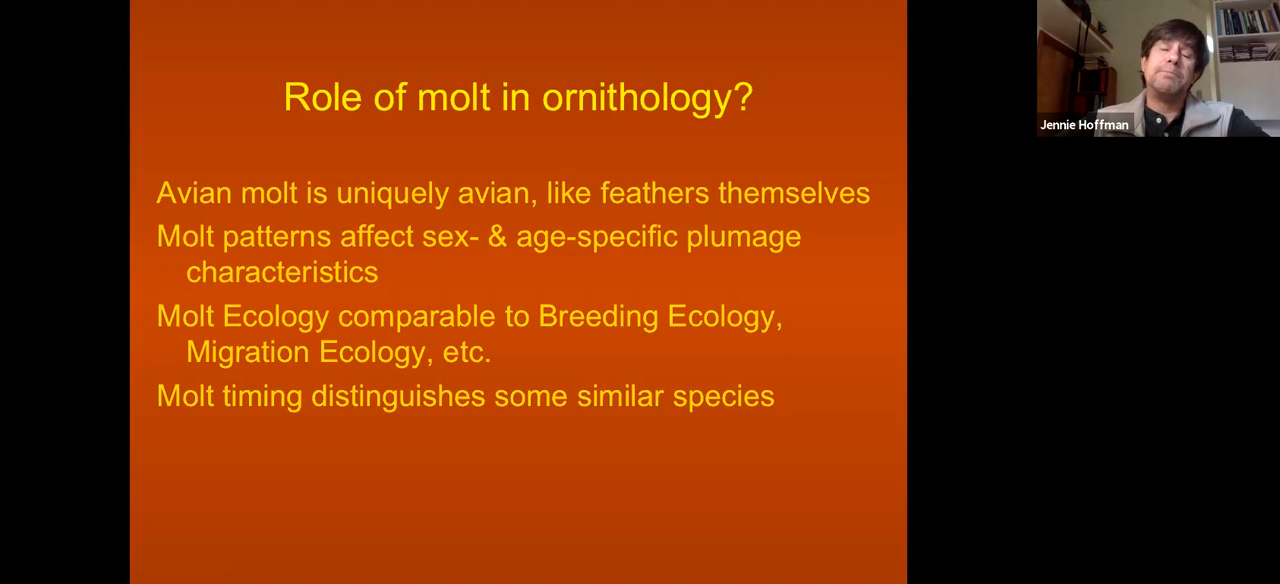 Role of molt in ornithology?
Avian molt is uniquely avian, like feathers themselves
Molt patterns affect sex- & age-specific plumage
characteristics
Molt Ecology comparable to Breeding Ecology,
Migration Ecology, etc.
Molt timing distinguishes some similar species
Jennie Hoffman